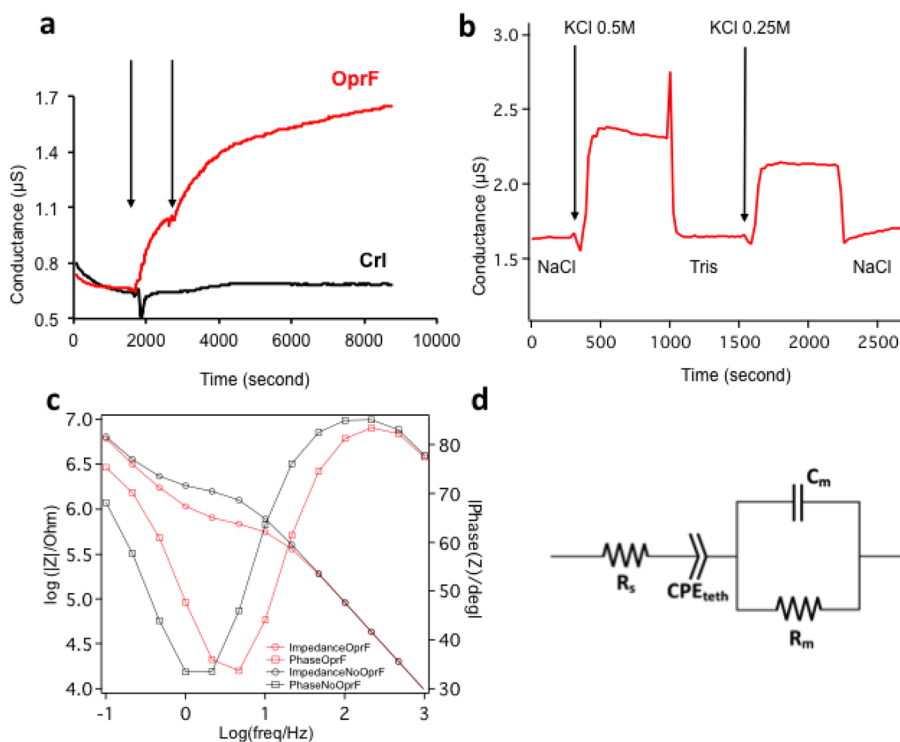 a
OprF
Crl
1.7
1.4
1.1
0.8
0.5
Conductance (µS)
0
2000
4000
6000
8000
10000
Time (second)
b
KCl 0.5M
KCl 0.25M
3.0
2.5
2.0
1.5
Conductance (µS)
NaCl
Tris
NaCl
0
500
1000
1500
2000
2500
Time (second)
c
7.0
6.5
6.0
5.5
5.0
4.5
4.0
log (|Z|/Ohm)
80
70
60
50
40
30
|Phase(Z)/deg|
ImpedanceOprF
PhaseOprF
ImpedanceNoOprF
PhaseNoOprF
-1
0
1
2
3
Log(freq/Hz)
d
Cm
Rs
CPEteth
Rm